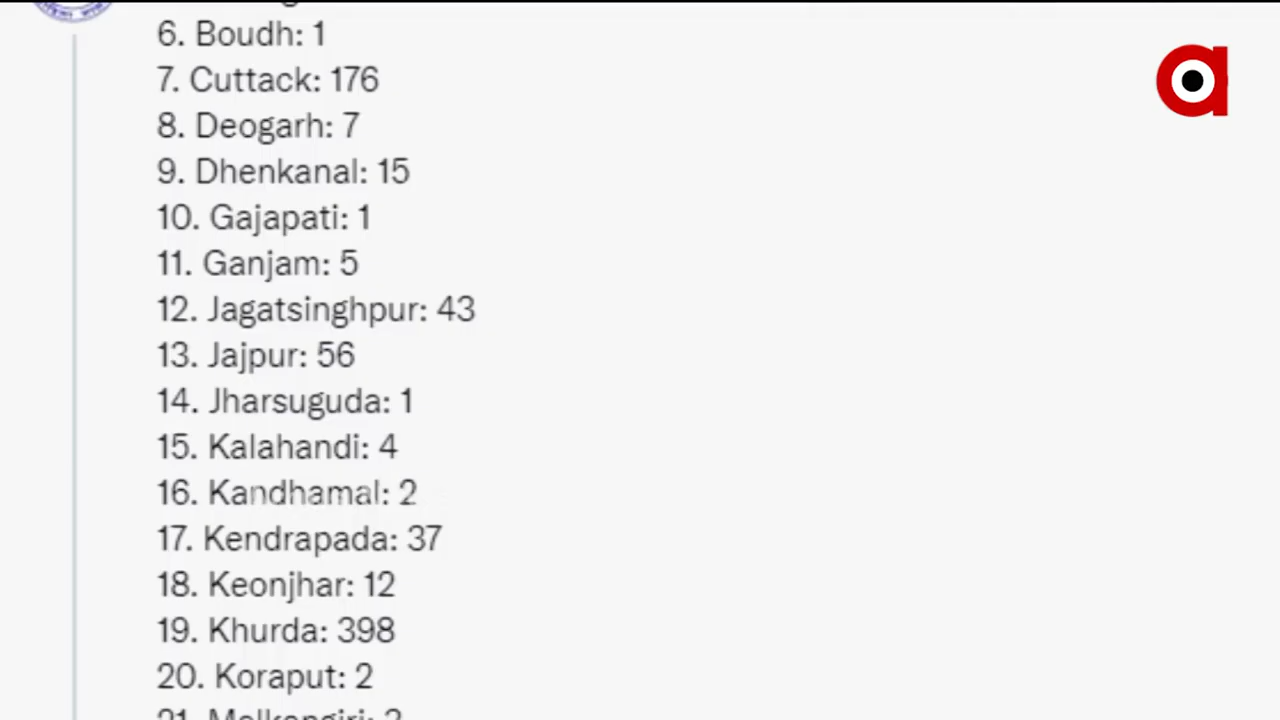 6. Boudh: 1
7. Cuttack: 176
8. Deogarh: 7
9. Dhenkanal: 15
10. Gajapati: 1
11. Ganjam: 5
12. Jagatsinghpur: 43
13. Jajpur: 56
14. Jharsuguda: 1
15. Kalahandi: 4
16. Kandhamal: 2
17. Kendrapada: 37
18. Keonjhar: 12
19. Khurda: 398
20. Koraput: 2
21. Malkangiri: